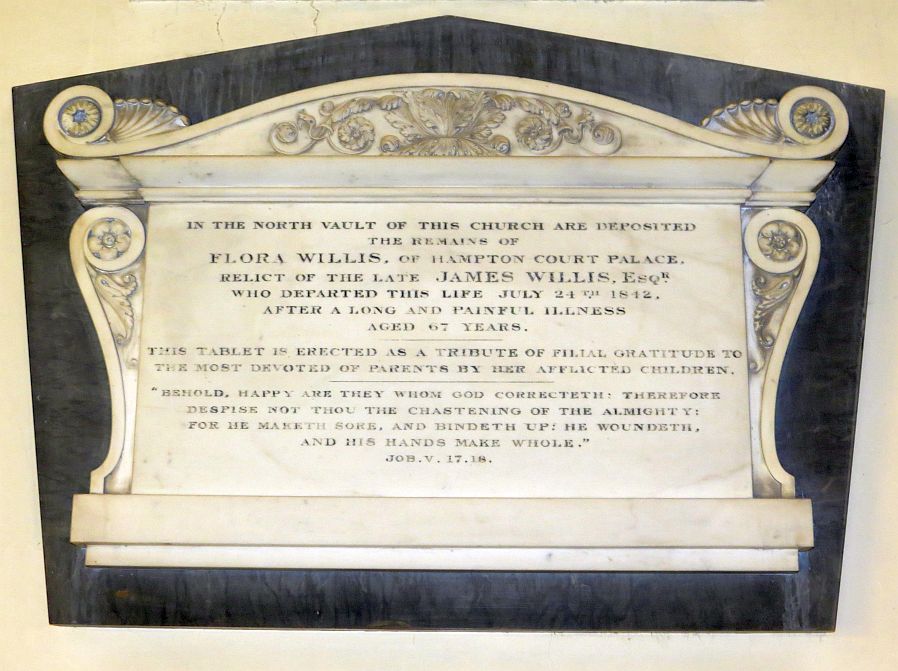 IN THE NORTH VAULT OF THIS CHURCH ARE DEPOSITED
THE REMAINS OF
FLORA WILLIS, OF HAMPTON COURT PALACE,
RELICT OF THE LATE JAMES WILLIS, ESQR.
WHO DEPARTED THIS LIFE JULY 24TH 1842,
AFTER A LONG AND PAINFUL ILLNESS
AGED 67 YEARS.
THIS TABLET IS ERECTED AS A TRIBUTE OF FILIAL GRATITUDE TO
THE MOST DEVOTED OF PARENTS BY HER AFFLICTED CHILDREN.
"BEHOLD, HAPPY ARE THEY WHOM GOD CORRECTETH: THEREFORE
DESPISE NOT THOU THE CHASTENING OF THE ALMIGHTY:
FOR HE MAKETH SORE, AND BINDETH UP: HE WOUNDETH,
AND HIS HANDS MAKE WHOLE."
JOB.V. 17.18.